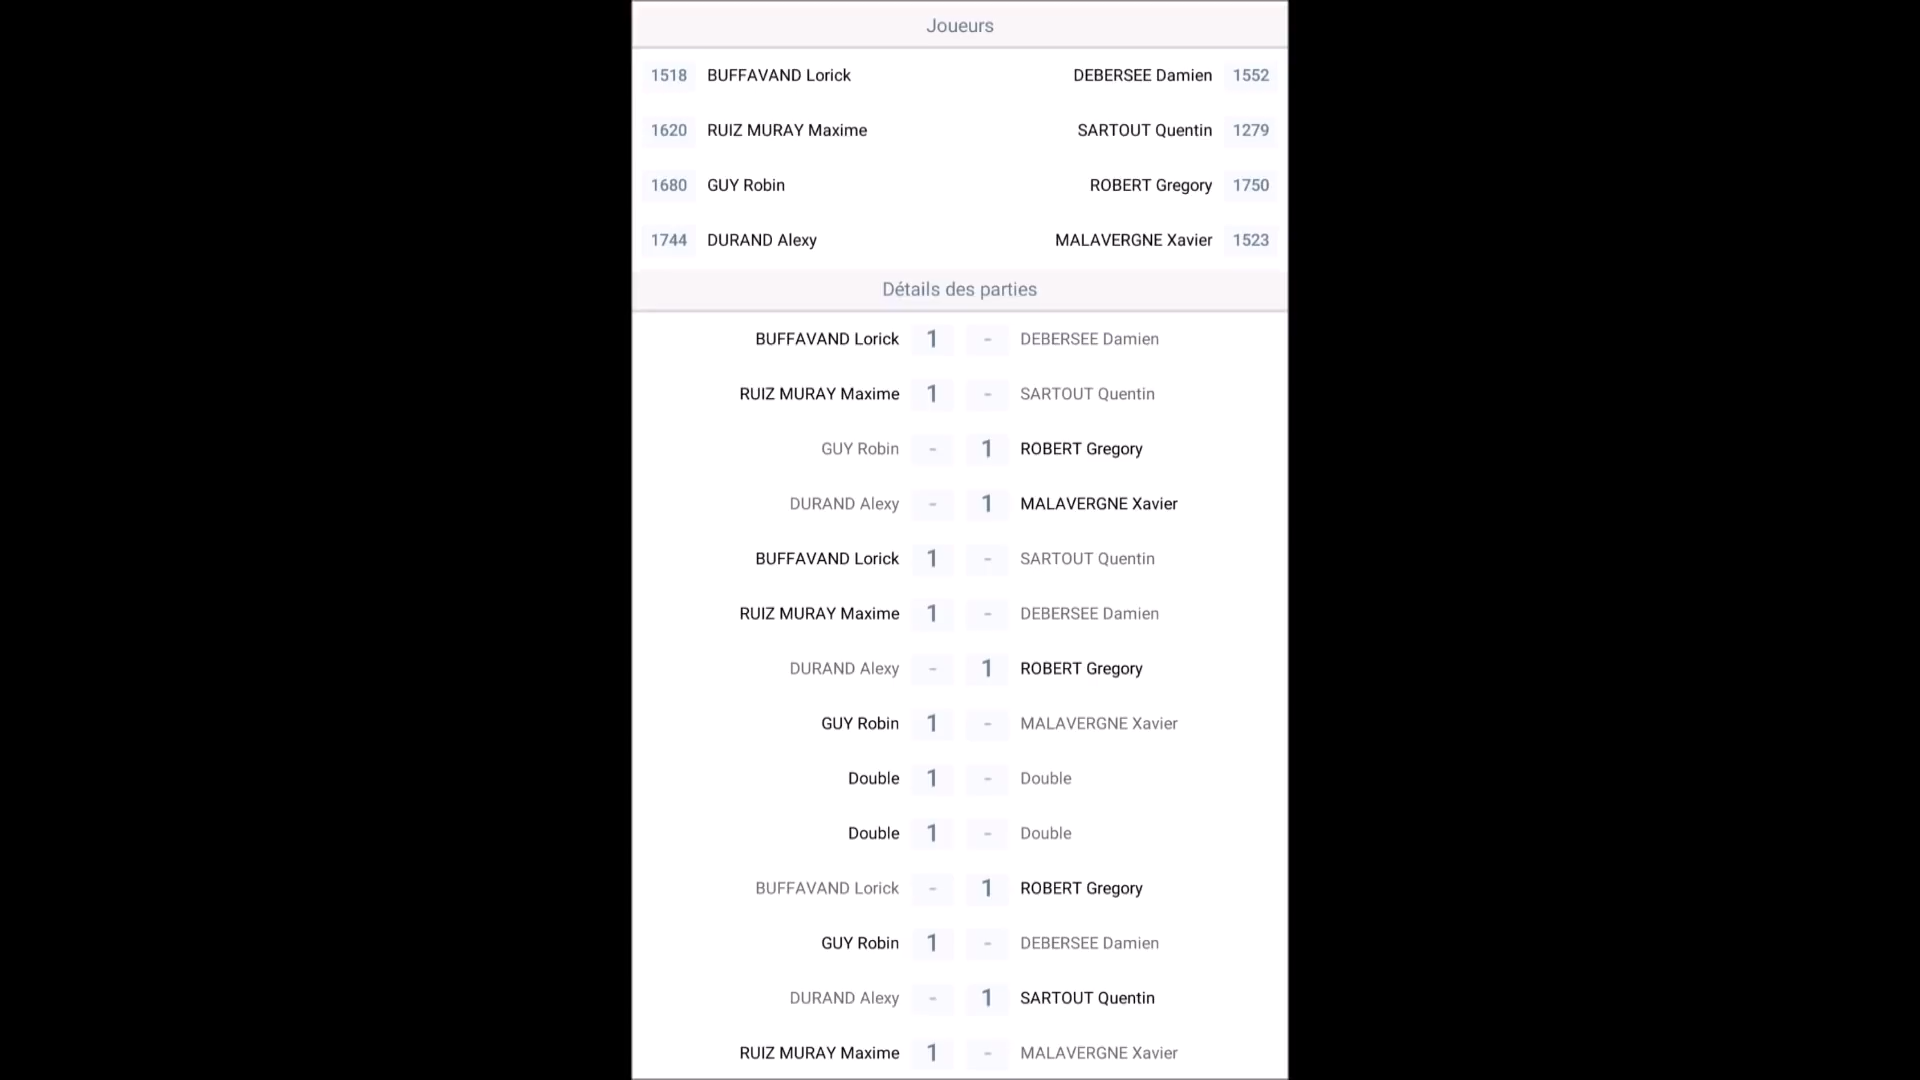 Joueurs
1518 BUFFAVAND Lorick DEBERSEE Damien 1552
1620 RUIZ MURAY Maxime SARTOUT Quentin 1279
1680 GUY Robin ROBERT Gregory 1750
1744 DURAND Alexy MALAVERGNE Xavier 1523
Détails des parties
BUFFAVAND Lorick 1 - DEBERSEE Damien
RUIZ MURAY Maxime 1 - SARTOUT Quentin
GUY Robin - 1 ROBERT Gregory
DURAND Alexy - 1 MALAVERGNE Xavier
BUFFAVAND Lorick 1 - SARTOUT Quentin
RUIZ MURAY Maxime 1 - DEBERSEE Damien
DURAND Alexy - 1 ROBERT Gregory
GUY Robin 1 - MALAVERGNE Xavier
Double 1 - Double
Double 1 - Double
BUFFAVAND Lorick - 1 ROBERT Gregory
GUY Robin 1 - DEBERSEE Damien
DURAND Alexy - 1 SARTOUT Quentin
RUIZ MURAY Maxime 1 - MALAVERGNE Xavier